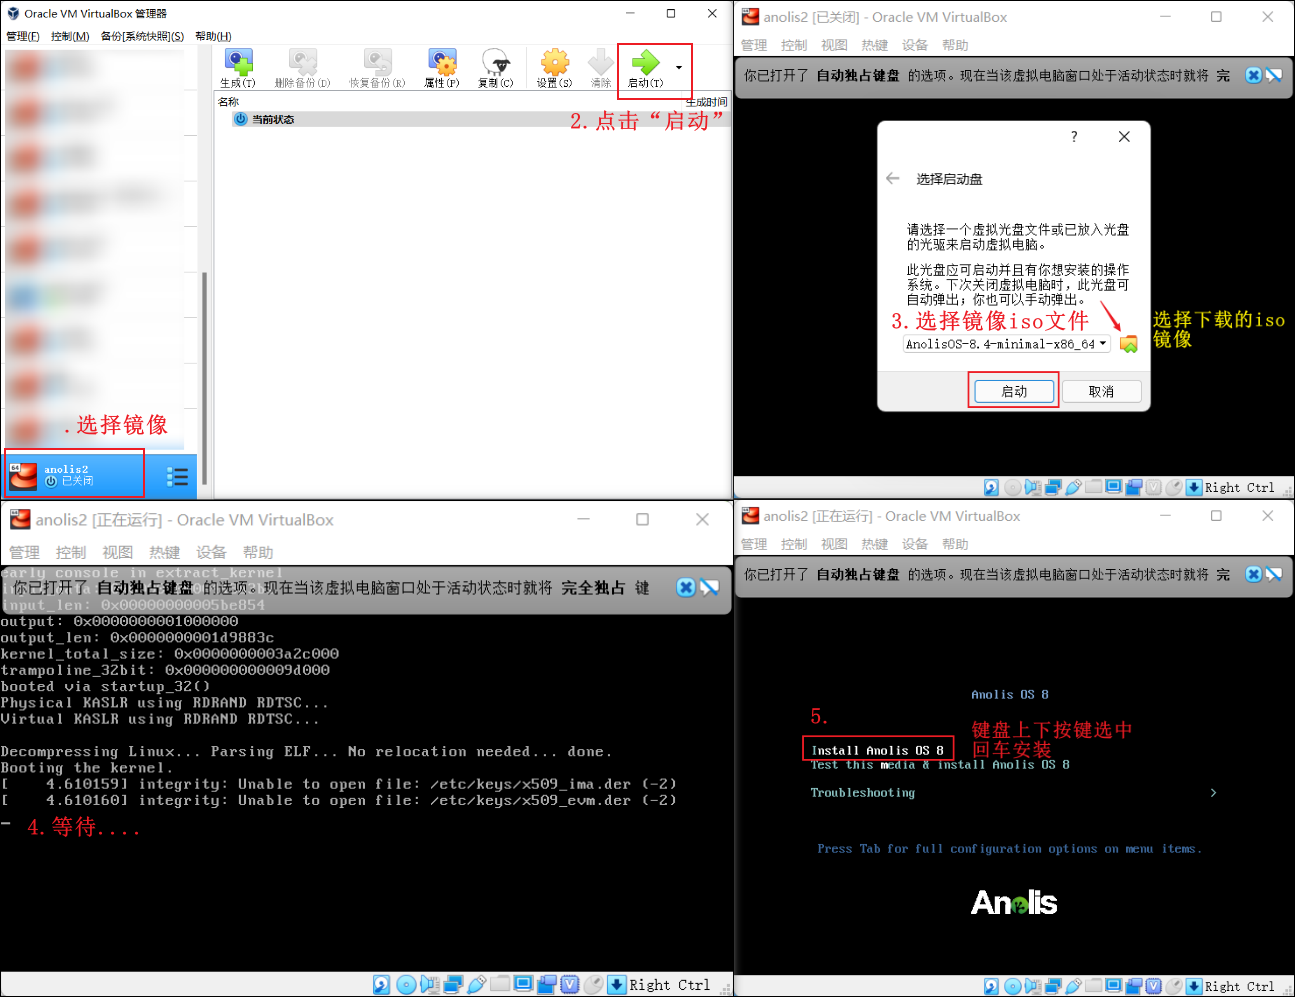 Oracle VM VirtualBox 管理器
管理(F) 控制(M) 备份[系统快照](S) 帮助(H)
生成(T) 删除备份(D) 恢复备份(R) 属性(P) 复制(C) 设置(S) 清除 启动(T)
名称 生成时间
当前状态
2.点击“启动”
.选择镜像
64
anolis2
已关闭
anolis2 [已关闭] - Oracle VM VirtualBox
管理 控制 视图 热键 设备 帮助
你已打开了 自动独占键盘 的选项。现在当该虚拟电脑窗口处于活动状态时就将 完
?
选择启动盘
请选择一个虚拟光盘文件或已放入光盘
的光驱来启动虚拟电脑。
此光盘应可启动并且有你想安装的操作
系统。下次关闭虚拟电脑时，此光盘可
自动弹出；你也可以手动弹出。
3.选择镜像iso文件
AnolisOS-8.4-minimal-x86_64
选择下载的iso
镜像
启动 取消
Right Ctrl
anolis2 [正在运行] - Oracle VM VirtualBox
管理 控制 视图 热键 设备 帮助
early console in extract_kernel
你已打开了 自动独占键盘 的选项。现在当该虚拟电脑窗口处于活动状态时就将 完全独占 键
input_len: 0x00000000005be854
output: 0x0000000001000000
output_len: 0x0000000001d9883c
kernel_total_size: 0x0000000003a2c000
trampoline_32bit: 0x000000000009d000
booted via startup_32()
Physical KASLR using RDRAND RDTSC...
Virtual KASLR using RDRAND RDTSC...
Decompressing Linux... Parsing ELF... No relocation needed... done.
Booting the kernel.
[    4.610159] integrity: Unable to open file: /etc/keys/x509_ima.der (-2)
[    4.610160] integrity: Unable to open file: /etc/keys/x509_evm.der (-2)
4.等待....
Right Ctrl
anolis2 [正在运行] - Oracle VM VirtualBox
管理 控制 视图 热键 设备 帮助
你已打开了 自动独占键盘 的选项。现在当该虚拟电脑窗口处于活动状态时就将 完
Anolis OS 8
5.
键盘上下按键选中
回车安装
Install Anolis OS 8
Test this media & install Anolis OS 8
Troubleshooting >
Press Tab for full configuration options on menu items.
Anolis
Right Ctrl